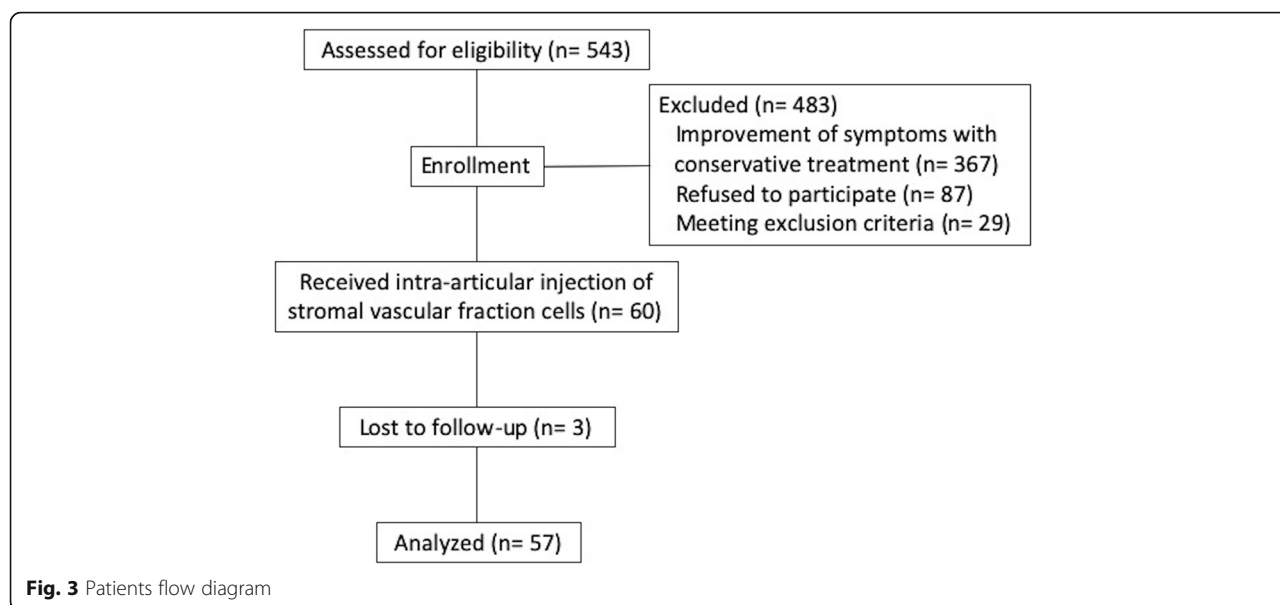 Assessed for eligibility (n= 543)
Excluded (n= 483)
Improvement of symptoms with
conservative treatment (n= 367)
Refused to participate (n= 87)
Meeting exclusion criteria (n= 29)
Enrollment
Received intra-articular injection of
stromal vascular fraction cells (n= 60)
Lost to follow-up (n= 3)
Analyzed (n= 57)
Fig. 3 Patients flow diagram